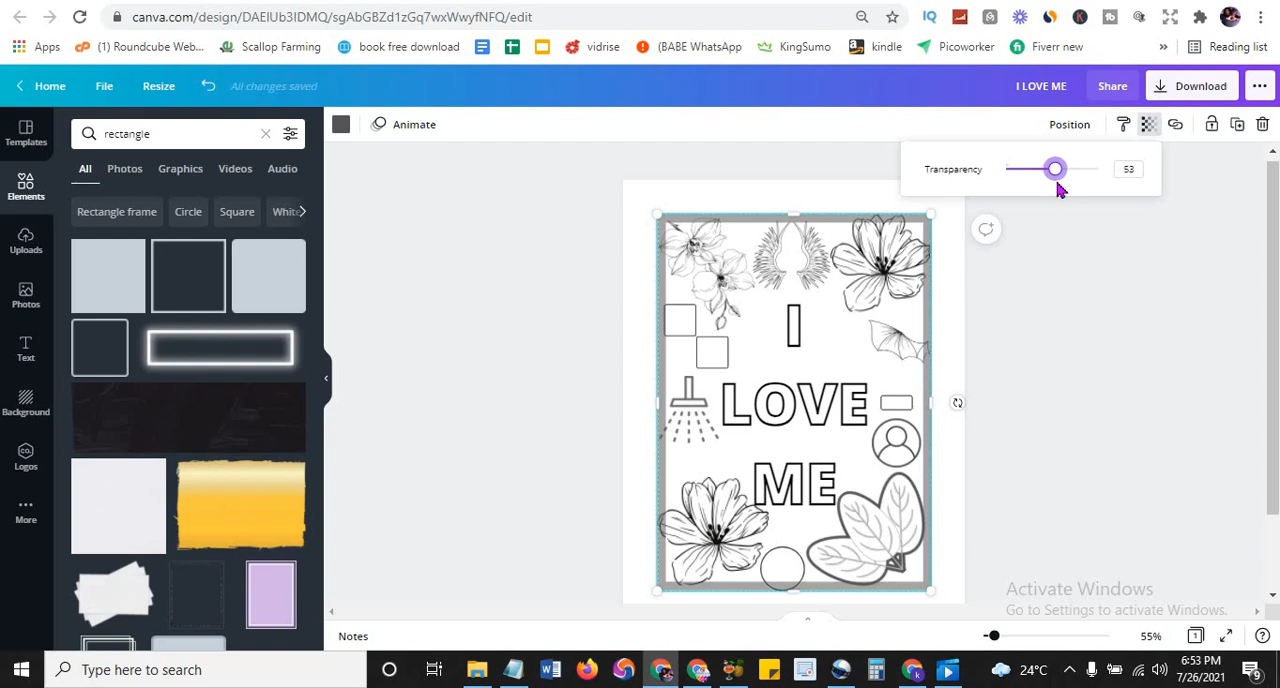 canva.com/design/DAEIUb3IDMQ/sgAbGBZd1zGq7wxWwyfNFQ/edit
Apps
(1) Roundcube Web...
Scallop Farming
book free download
vidrise
(BABE WhatsApp
KingSumo
kindle
Picoworker
Fiverr new
»
Reading list
Home
File
Resize
All changes saved
I LOVE ME
Share
Download
Templates
rectangle
Animate
Position
All
Photos
Graphics
Videos
Audio
Transparency
53
Elements
Rectangle frame
Circle
Square
White
Uploads
Photos
Text
Background
Logos
More
I
LOVE
ME
Activate Windows
Go to Settings to activate Windows.
Notes
55%
1
Type here to search
24°C
6:53 PM
7/26/2021
9